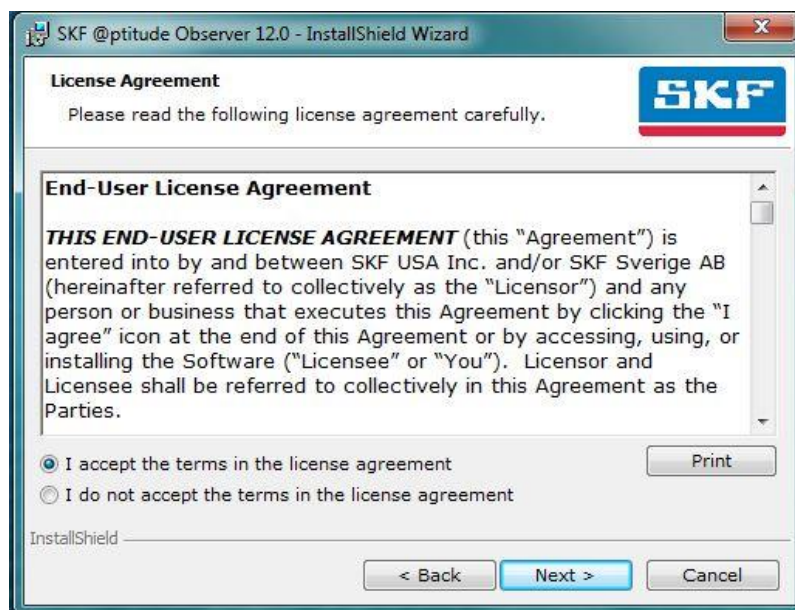 SKF @ptitude Observer 12.0 - InstallShield Wizard
License Agreement
Please read the following license agreement carefully.
SKF
End-User License Agreement
THIS END-USER LICENSE AGREEMENT (this “Agreement”) is
entered into by and between SKF USA Inc. and/or SKF Sverige AB
(hereinafter referred to collectively as the “Licensor”) and any
person or business that executes this Agreement by clicking the “I
agree” icon at the end of this Agreement or by accessing, using, or
installing the Software (“Licensee” or “You”).  Licensor and
Licensee shall be referred to collectively in this Agreement as the
Parties.
I accept the terms in the license agreement
Print
I do not accept the terms in the license agreement
InstallShield
< Back
Next >
Cancel